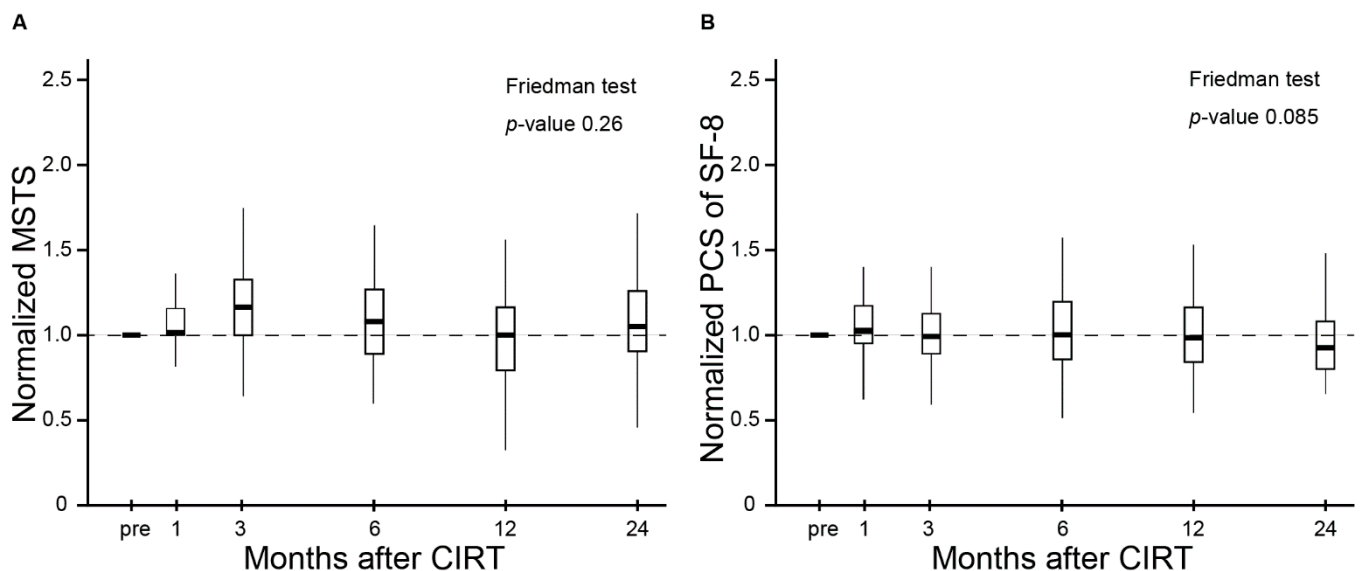 A
Normalized MSTS
2.5
2.0
1.5
1.0
0.5
0
Friedman test
p-value 0.26
pre 1 3 6 12 24
Months after CIRT
B
Normalized PCS of SF-8
2.5
2.0
1.5
1.0
0.5
0
Friedman test
p-value 0.085
pre 1 3 6 12 24
Months after CIRT